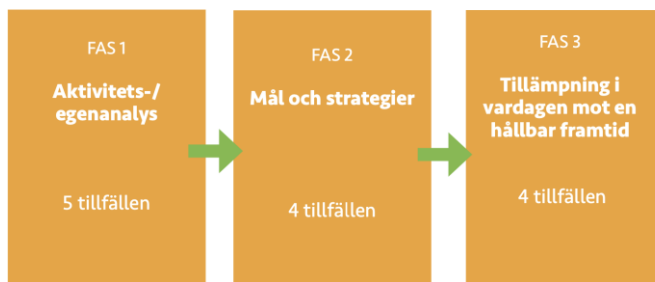 FAS 1
Aktivitets-/
egenanalys
5 tillfällen
FAS 2
Mål och strategier
4 tillfällen
FAS 3
Tillämpning i
vardagen mot en
hållbar framtid
4 tillfällen